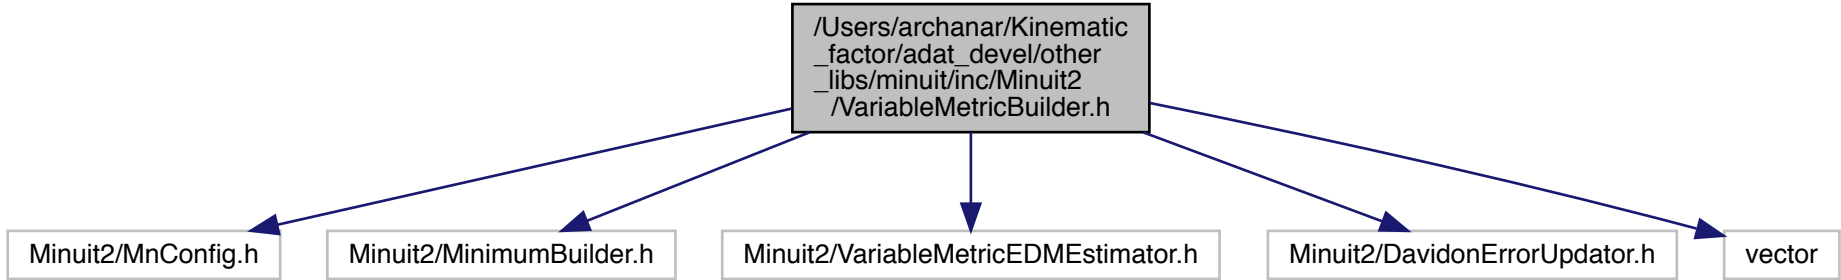 /Users/archanar/Kinematic
_factor/adat_devel/other
_libs/minuit/inc/Minuit2
/VariableMetricBuilder.h
Minuit2/MnConfig.h
Minuit2/MinimumBuilder.h
Minuit2/VariableMetricEDMEstimator.h
Minuit2/DavidonErrorUpdator.h
vector